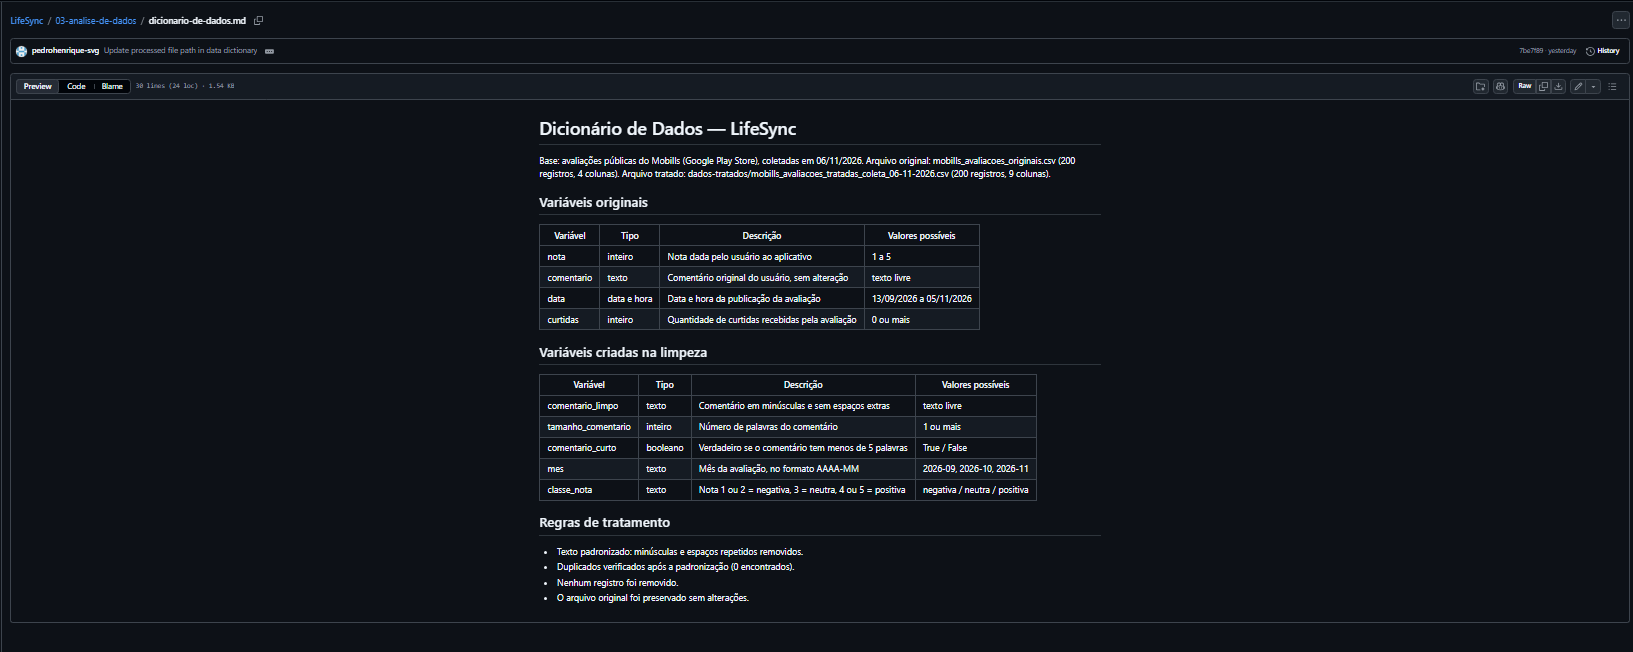 LifeSync / 03-analise-de-dados / dicionario-de-dados.md
pedrohenrique-svg Update processed file path in data dictionary
7be7f89 · yesterday History
Preview Code Blame 30 lines (24 loc) · 1.54 KB
Raw
Dicionário de Dados — LifeSync
Base: avaliações públicas do Mobills (Google Play Store), coletadas em 06/11/2026. Arquivo original: mobills_avaliacoes_originais.csv (200
registros, 4 colunas). Arquivo tratado: dados-tratados/mobills_avaliacoes_tratadas_coleta_06-11-2026.csv (200 registros, 9 colunas).
Variáveis originais
Variável Tipo Descrição Valores possíveis
nota inteiro Nota dada pelo usuário ao aplicativo 1 a 5
comentario texto Comentário original do usuário, sem alteração texto livre
data data e hora Data e hora da publicação da avaliação 13/09/2026 a 05/11/2026
curtidas inteiro Quantidade de curtidas recebidas pela avaliação 0 ou mais
Variáveis criadas na limpeza
Variável Tipo Descrição Valores possíveis
comentario_limpo texto Comentário em minúsculas e sem espaços extras texto livre
tamanho_comentario inteiro Número de palavras do comentário 1 ou mais
comentario_curto booleano Verdadeiro se o comentário tem menos de 5 palavras True / False
mes texto Mês da avaliação, no formato AAAA-MM 2026-09, 2026-10, 2026-11
classe_nota texto Nota 1 ou 2 = negativa, 3 = neutra, 4 ou 5 = positiva negativa / neutra / positiva
Regras de tratamento
• Texto padronizado: minúsculas e espaços repetidos removidos.
• Duplicados verificados após a padronização (0 encontrados).
• Nenhum registro foi removido.
• O arquivo original foi preservado sem alterações.